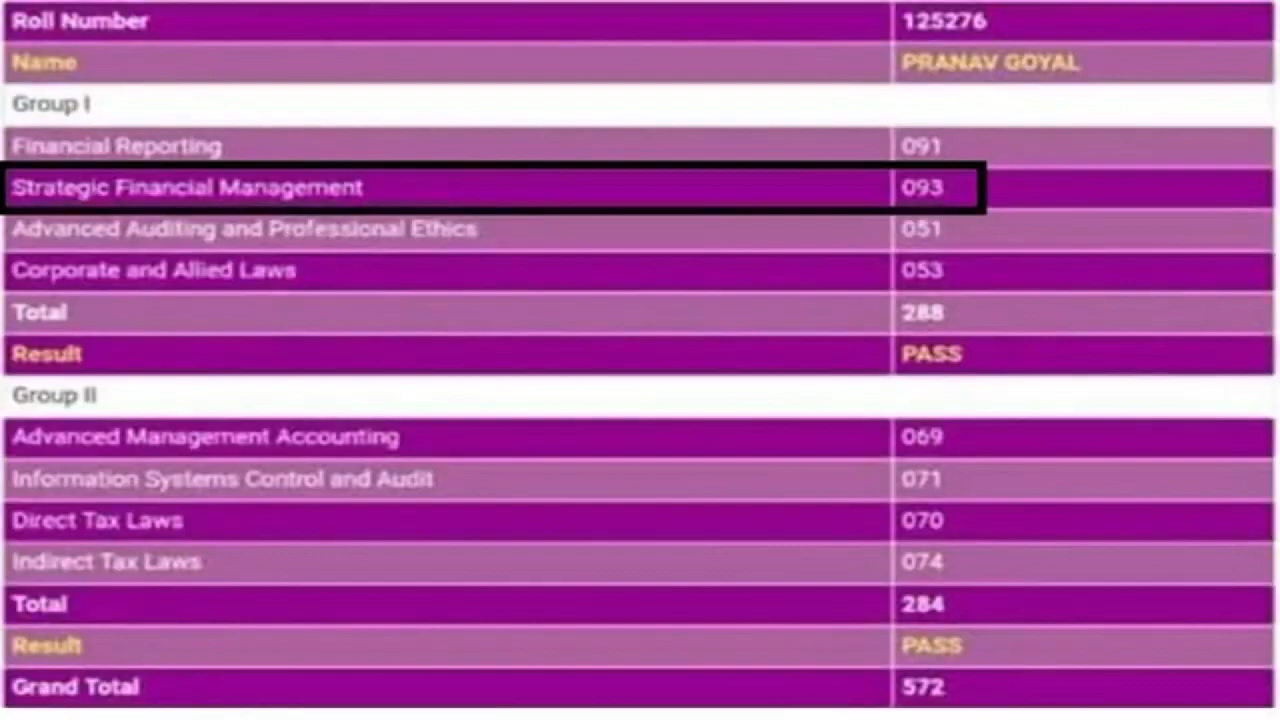 Roll Number 125276
Name PRANAV GOYAL
Group I
Financial Reporting 091
Strategic Financial Management 093
Advanced Auditing and Professional Ethics 051
Corporate and Allied Laws 053
Total 288
Result PASS
Group II
Advanced Management Accounting 069
Information Systems Control and Audit 071
Direct Tax Laws 070
Indirect Tax Laws 074
Total 284
Result PASS
Grand Total 572